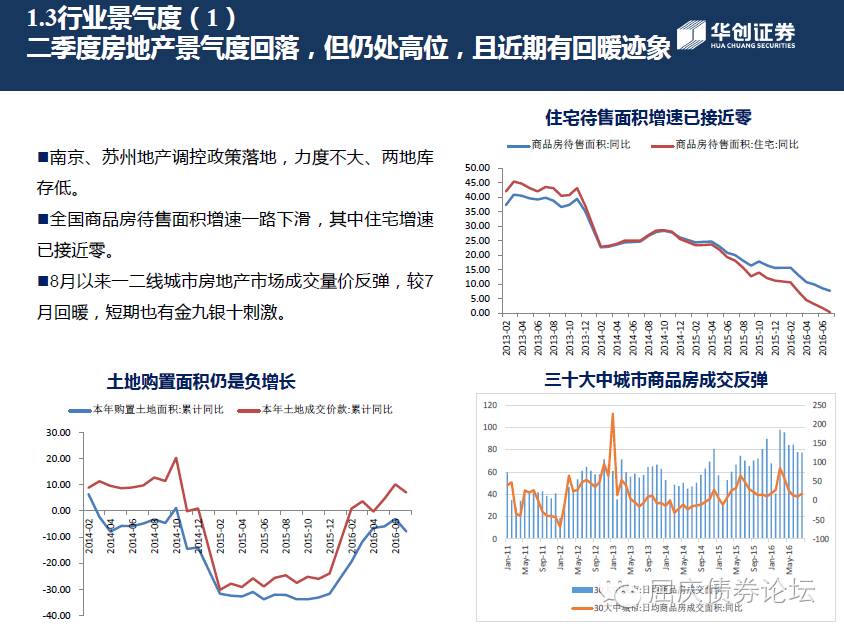 1.3行业景气度（1）
二季度房地产景气度回落，但仍处高位，且近期有回暖迹象
华创证券
HUA CHUANG SECURITIES
■南京、苏州地产调控政策落地，力度不大、两地库
存低。
■全国商品房待售面积增速一路下滑，其中住宅增速
已接近零。
■8月以来一二线城市房地产市场成交量价反弹，较7
月回暖，短期也有金九银十刺激。
住宅待售面积增速已接近零
商品房待售面积:同比 商品房待售面积:住宅:同比
50.00
45.00
40.00
35.00
30.00
25.00
20.00
15.00
10.00
5.00
0.00
2013-02 2013-04 2013-06 2013-08 2013-10 2013-12 2014-02 2014-04 2014-06 2014-08 2014-10 2014-12 2015-02 2015-04 2015-06 2015-08 2015-10 2015-12 2016-02 2016-04 2016-06
土地购置面积仍是负增长
本年购置土地面积:累计同比 本年土地成交价款:累计同比
30.00
20.00
10.00
0.00
-10.00
-20.00
-30.00
-40.00
2014-02 2014-04 2014-06 2014-08 2014-10 2014-12 2015-02 2015-04 2015-06 2015-08 2015-10 2015-12 2016-02 2016-04 2016-06
三十大中城市商品房成交反弹
120 250
100 200
80 150
60 100
40 50
20 0
0 -50
-100
Jan-11 May-11 Sep-11 Jan-12 May-12 Sep-12 Jan-13 May-13 Sep-13 Jan-14 May-14 Sep-14 Jan-15 May-15 Sep-15 Jan-16 May-16
30大中城市:日均商品房成交面积:同比
屈庆债券论坛